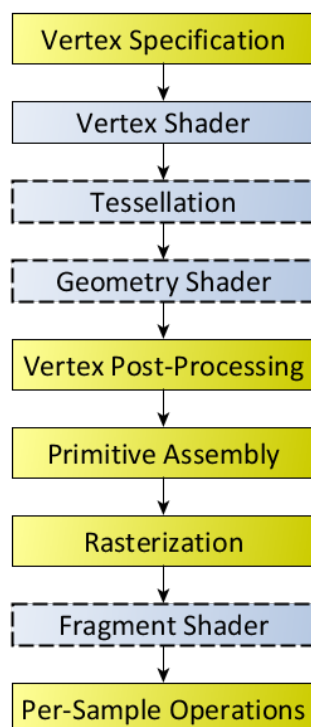 Vertex Specification
Vertex Shader
Tessellation
Geometry Shader
Vertex Post-Processing
Primitive Assembly
Rasterization
Fragment Shader
Per-Sample Operations